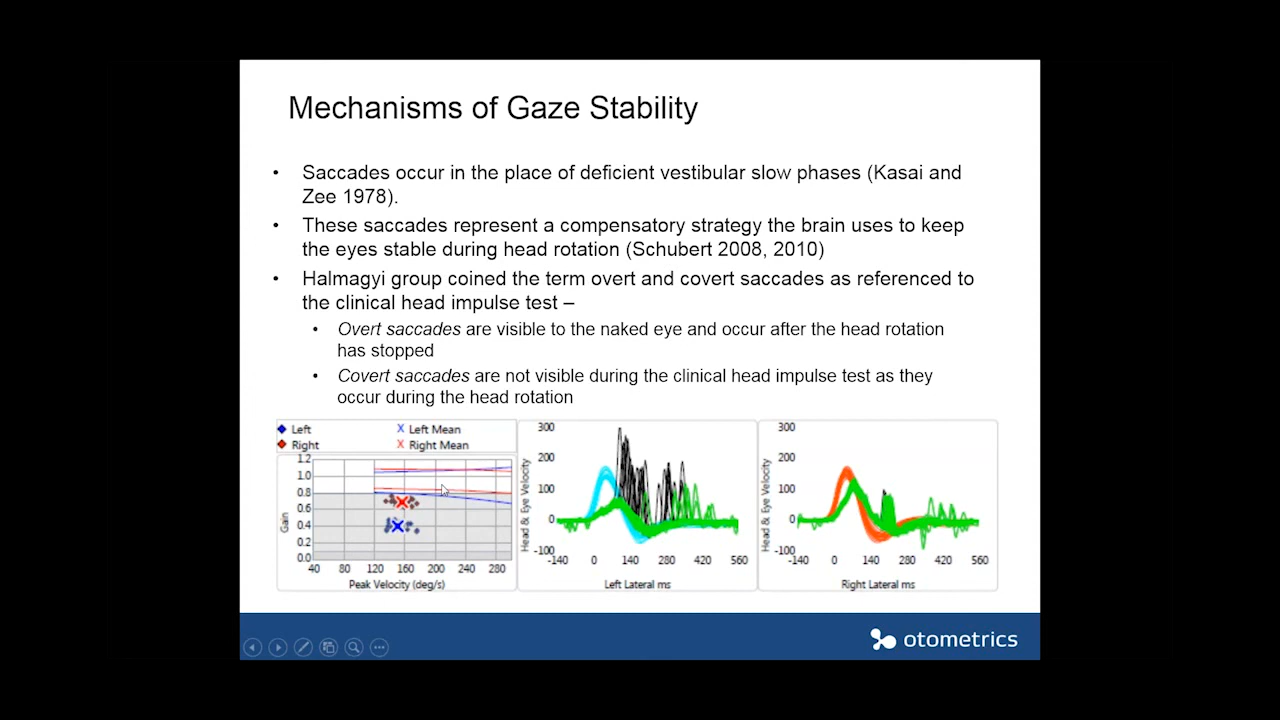 Mechanisms of Gaze Stability
• Saccades occur in the place of deficient vestibular slow phases (Kasai and
Zee 1978).
• These saccades represent a compensatory strategy the brain uses to keep
the eyes stable during head rotation (Schubert 2008, 2010)
• Halmagyi group coined the term overt and covert saccades as referenced to
the clinical head impulse test –
• Overt saccades are visible to the naked eye and occur after the head rotation
has stopped
• Covert saccades are not visible during the clinical head impulse test as they
occur during the head rotation
Left X Left Mean
Right X Right Mean
1.2
1.0
0.8
0.6
0.4
0.2
0.0
Gain
40 80 120 160 200 240 280
Peak Velocity (deg/s)
300
200
100
0
-100
Head & Eye Velocity
-140 0 140 280 420 560
Left Lateral ms
300
200
100
0
-100
Head & Eye Velocity
-140 0 140 280 420 560
Right Lateral ms
otometrics